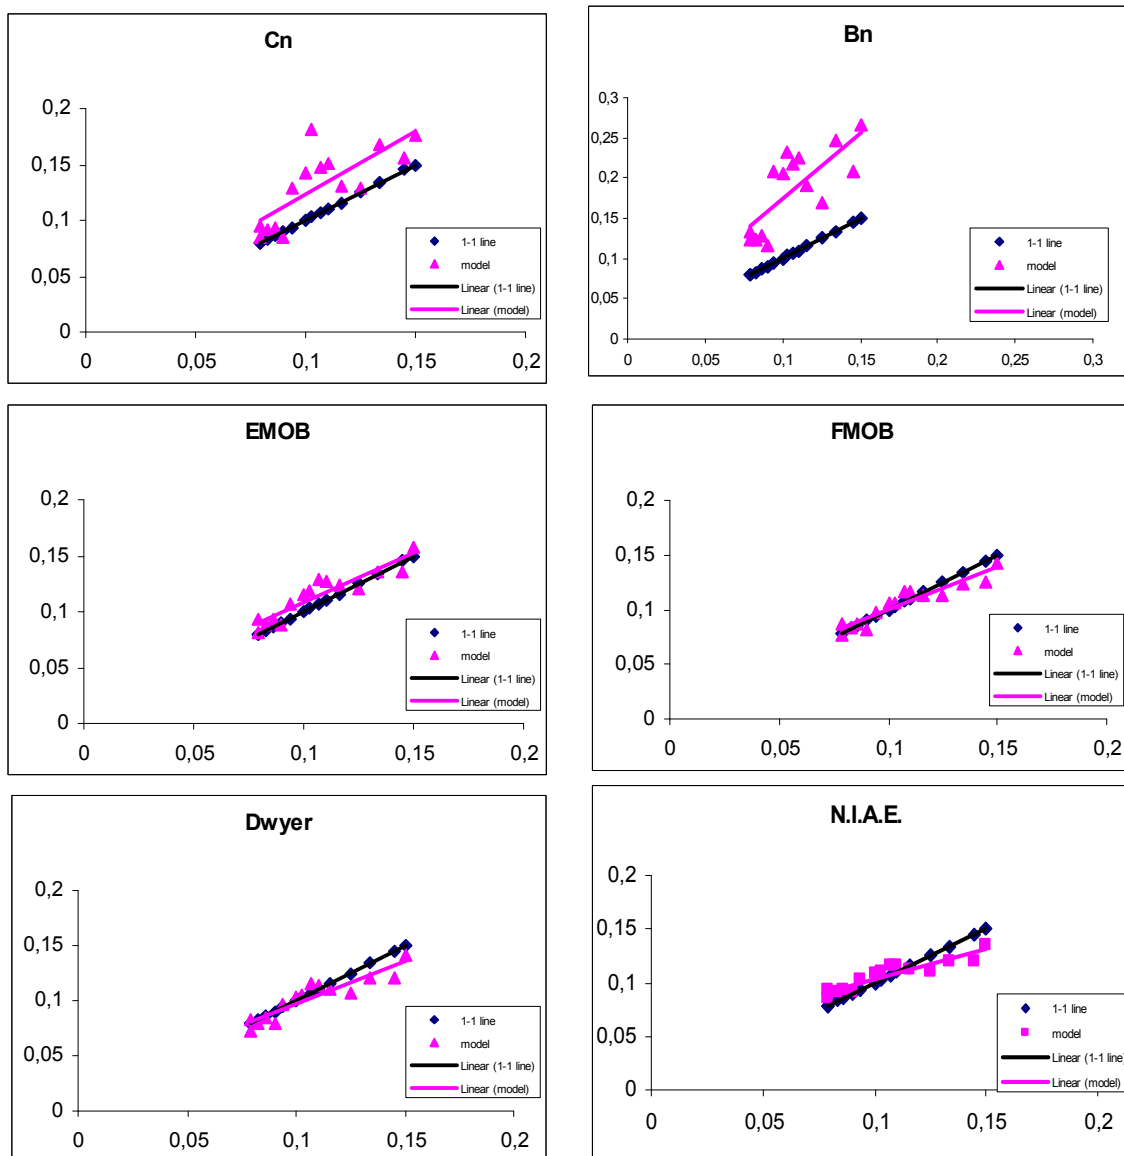 Cn
0,2
0,15
0,1
0,05
0
0 0,05 0,1 0,15 0,2
1-1 line
model
Linear (1-1 line)
Linear (model)
Bn
0,3
0,25
0,2
0,15
0,1
0,05
0
0 0,05 0,1 0,15 0,2 0,25 0,3
1-1 line
model
Linear (1-1 line)
Linear (model)
EMOB
0,2
0,15
0,1
0,05
0
0 0,05 0,1 0,15 0,2
1-1 line
model
Linear (1-1 line)
Linear (model)
FMOB
0,2
0,15
0,1
0,05
0
0 0,05 0,1 0,15 0,2
1-1 line
model
Linear (1-1 line)
Linear (model)
Dwyer
0,2
0,15
0,1
0,05
0
0 0,05 0,1 0,15 0,2
1-1 line
model
Linear (1-1 line)
Linear (model)
N.I.A.E.
0,2
0,15
0,1
0,05
0
0 0,05 0,1 0,15 0,2
1-1 line
model
Linear (1-1 line)
Linear (model)